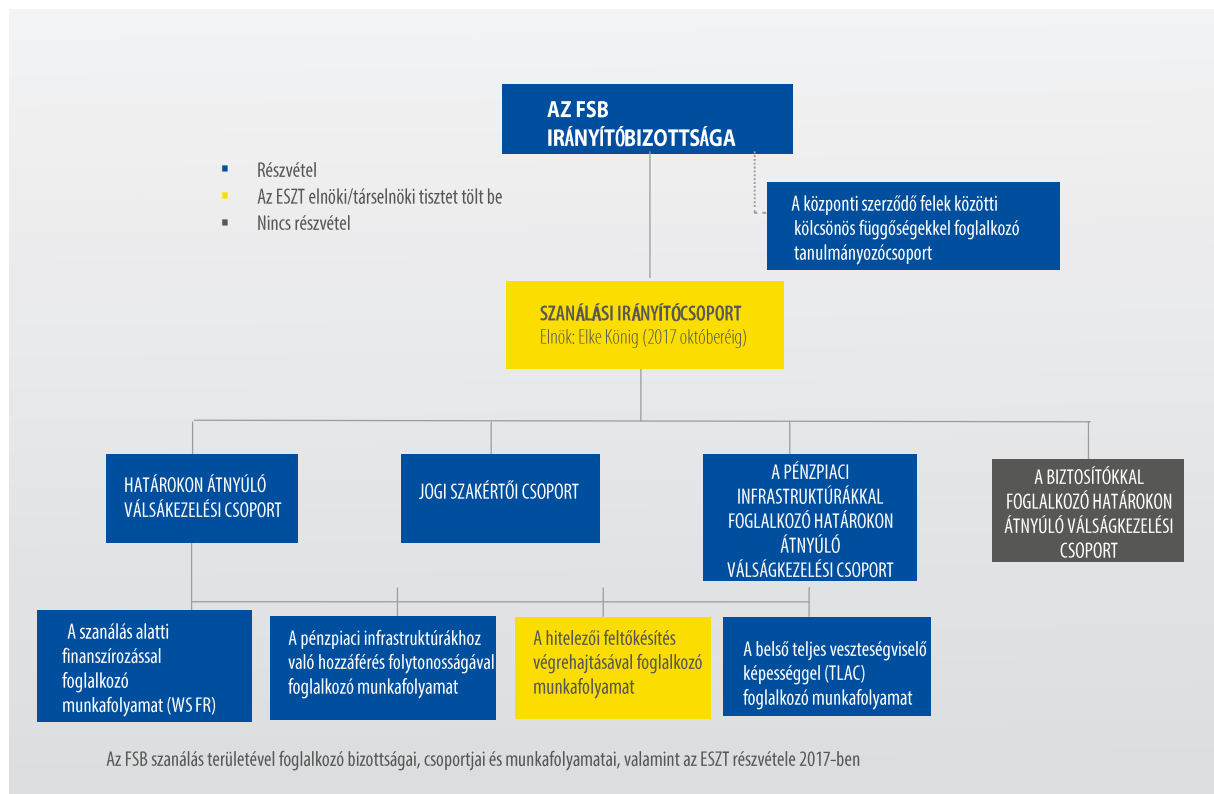 AZ FSB
IRÁNYÍTÓBIZOTTSÁGA
Részvétel
Az ESZT elnöki/társelnöki tisztet tölt be
Nincs részvétel
A központi szerződő felek közötti
kölcsönös függőségekkel foglalkozó
tanulmányozócsoport
SZANÁLÁSI IRÁNYÍTÓCSOPORT
Elnök: Elke König (2017 októberéig)
HATÁROKON ÁTNYÚLÓ
VÁLSÁKEZELÉSI CSOPORT
JOGI SZAKÉRTŐI CSOPORT
A PÉNZPIACI
INFRASTRUKTÚRÁKKAL
FOGLALKOZÓ HATÁROKON
ÁTNYÚLÓ
VÁLSÁGKEZELÉSI CSOPORT
A BIZTOSÍTÓKKAL
FOGLALKOZÓ HATÁROKON
ÁTNYÚLÓ VÁLSÁGKEZELÉSI
CSOPORT
A szanálás alatti
finanszírozással
foglalkozó
munkafolyamat (WS FR)
A pénzpiaci infrastruktúrákhoz
való hozzáférés folytonosságával
foglalkozó munkafolyamat
A hitelezői feltőkésítés
végrehajtásával foglalkozó
munkafolyamat
A belső teljes veszteségviselő
képességgel (TLAC)
foglalkozó munkafolyamat
Az FSB szanálás területével foglalkozó bizottságai, csoportjai és munkafolyamatai, valamint az ESZT részvétele 2017-ben